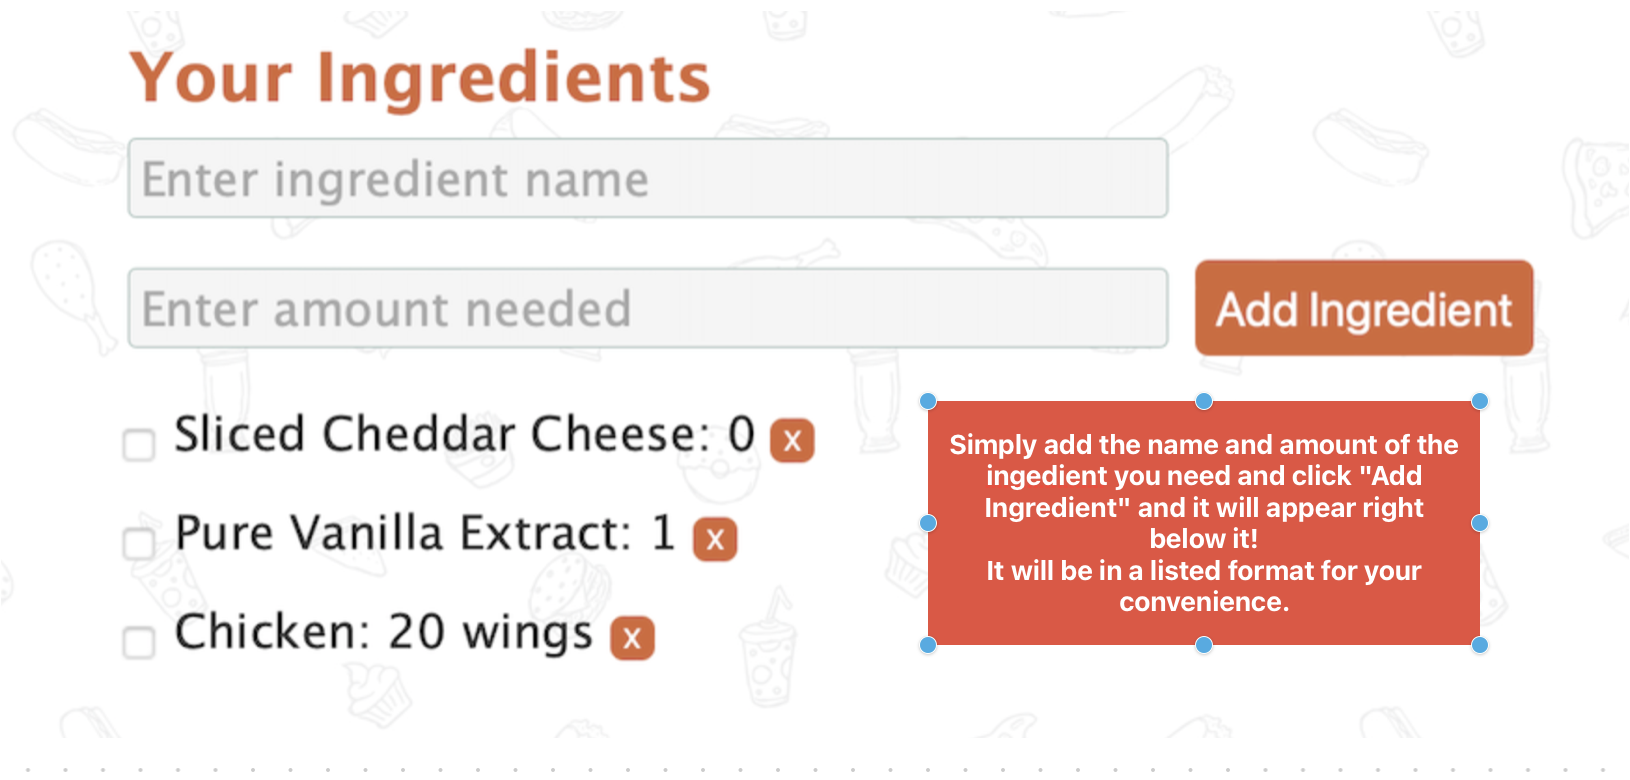 Your Ingredients
Enter ingredient name
Enter amount needed
Add Ingredient
Sliced Cheddar Cheese: 0 x
Pure Vanilla Extract: 1 x
Chicken: 20 wings x
Simply add the name and amount of the
ingedient you need and click "Add
Ingredient" and it will appear right
below it!
It will be in a listed format for your
convenience.